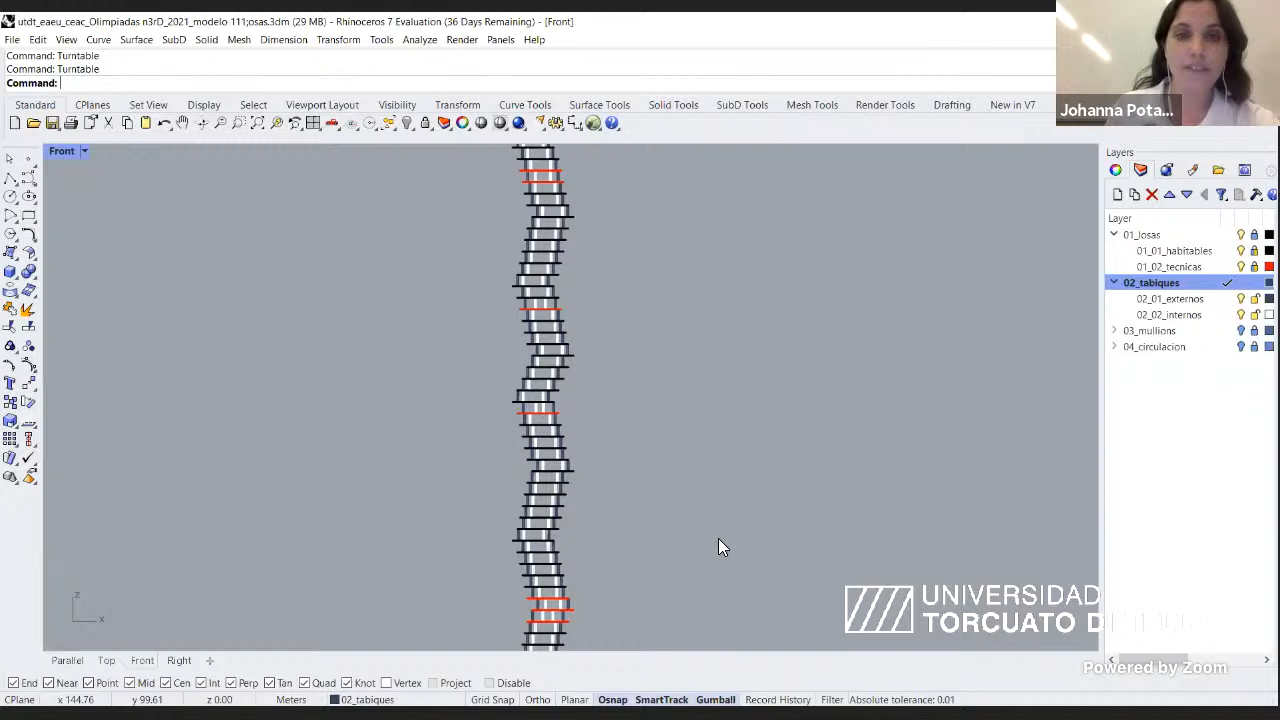 utdt_eaeu_ceac_Olimpiadas n3rD_2021_modelo 111;osas.3dm (29 MB) - Rhinoceros 7 Evaluation (36 Days Remaining) - [Front]
File Edit View Curve Surface SubD Solid Mesh Dimension Transform Tools Analyze Render Panels Help
Command: Turntable
Command: Turntable
Command:
Johanna Pota...
Standard CPlanes Set View Display Select Viewport Layout Visibility Transform Curve Tools Surface Tools Solid Tools SubD Tools Mesh Tools Render Tools Drafting New in V7
Front
Layers
Layer
01_losas
01_01_habitables
01_02_tecnicas
02_tabiques
02_01_externos
02_02_internos
03_mullions
04_circulacion
z
x
UNIVERSIDAD
TORCUATO DI TELLA
Powered by Zoom
Parallel Top Front Right
End Near Point Mid Cen Int Perp Tan Quad Knot Vertex Project Disable
CPlane x 144.76 y 99.61 z 0.00 Meters 02_tabiques Grid Snap Ortho Planar Osnap SmartTrack Gumball Record History Filter Absolute tolerance: 0.01